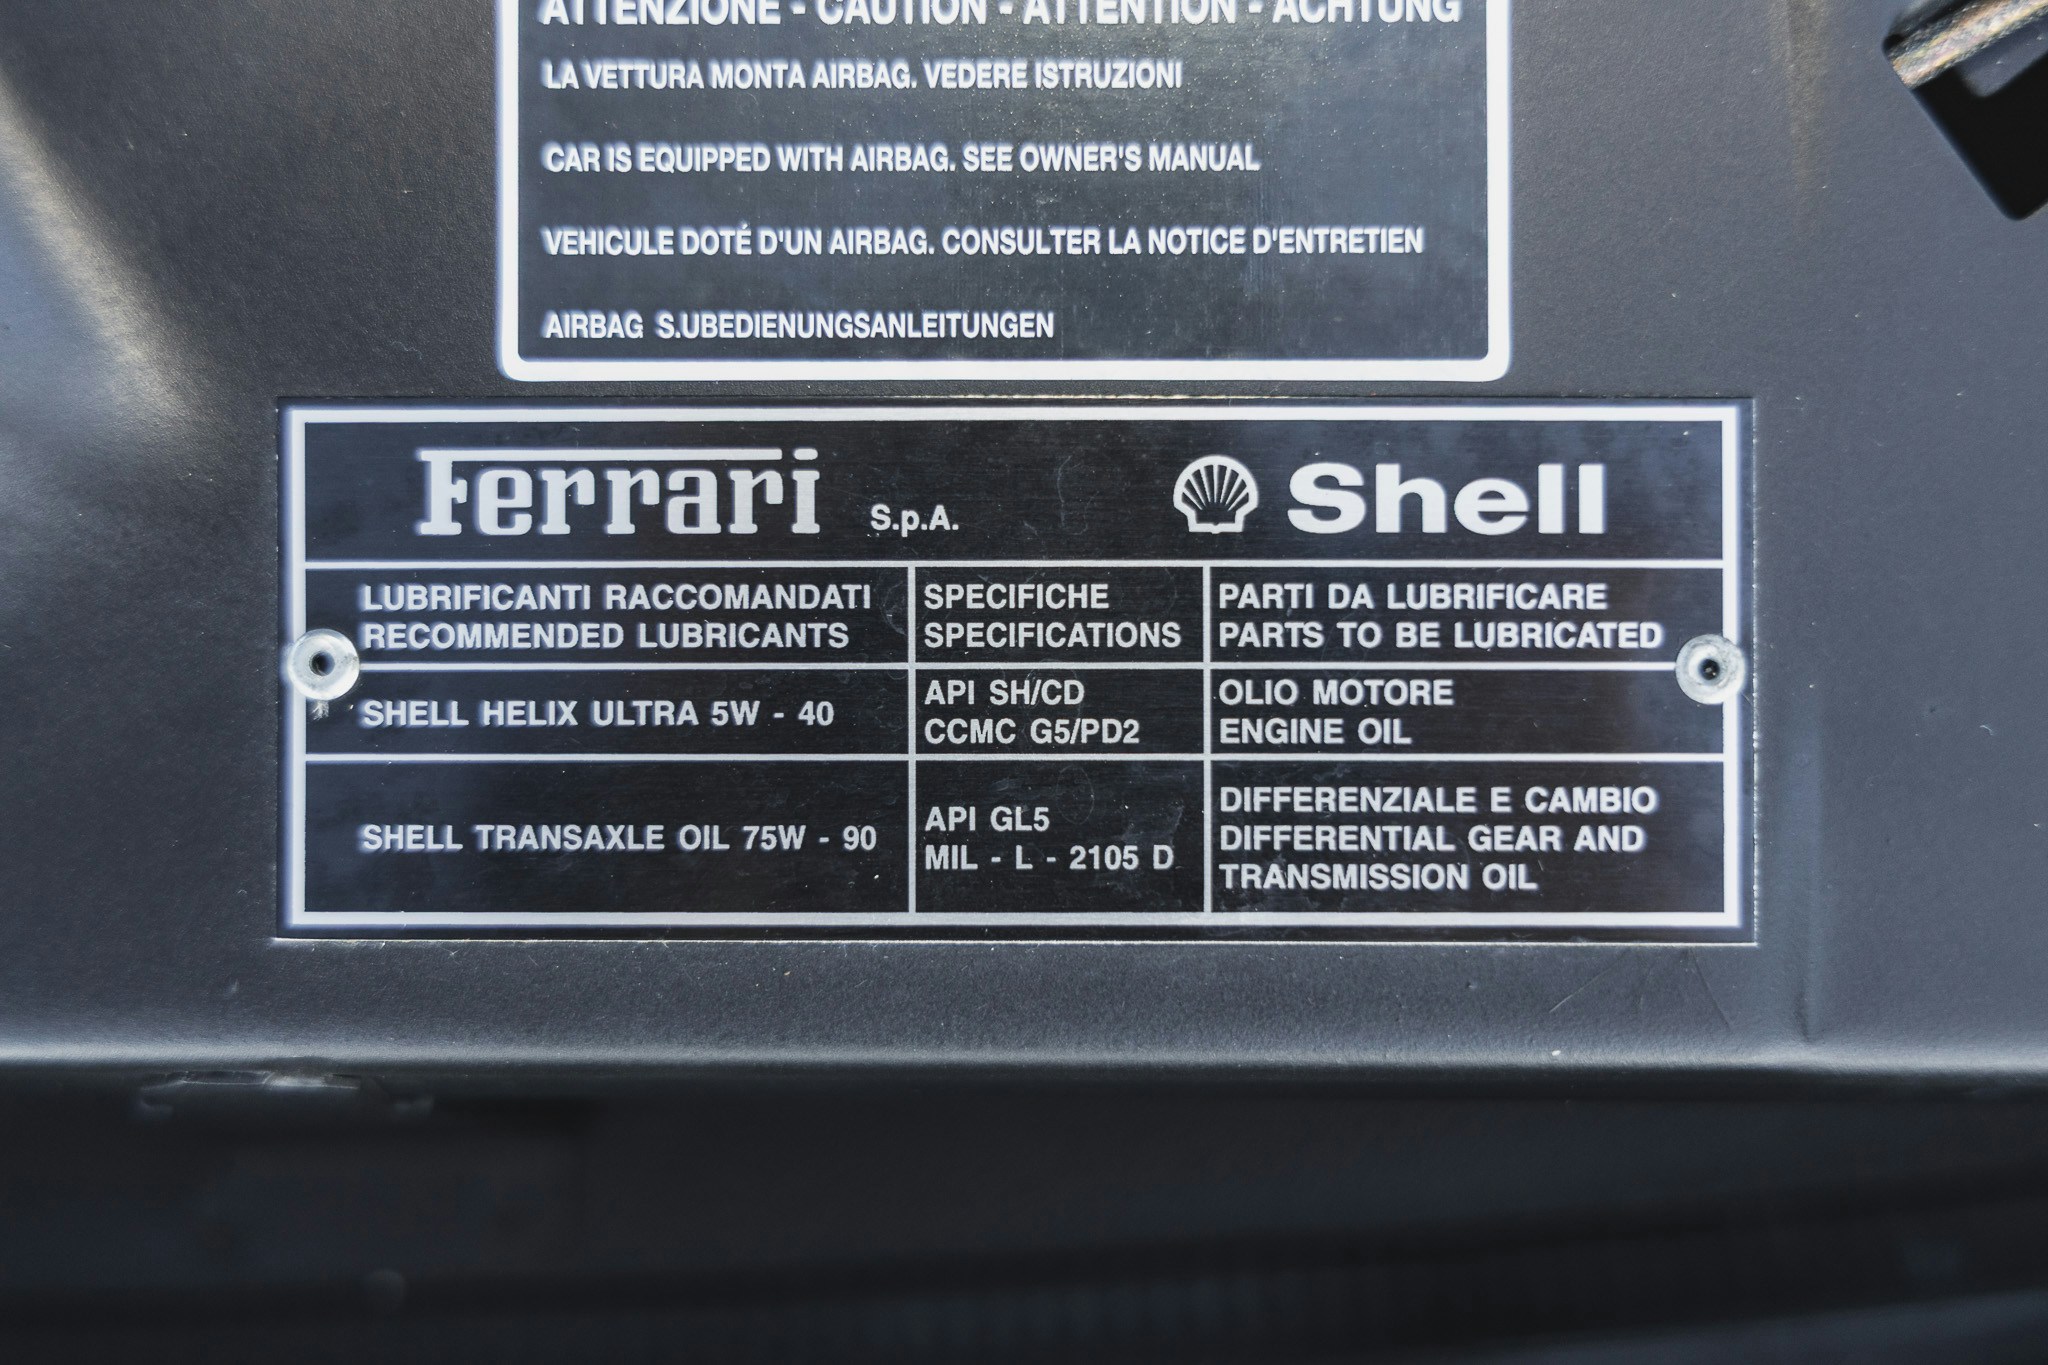 ATTENZIONE - CAUTION - ATTENTION - ACHTUNG
LA VETTURA MONTA AIRBAG. VEDERE ISTRUZIONI
CAR IS EQUIPPED WITH AIRBAG. SEE OWNER'S MANUAL
VEHICULE DOTÉ D'UN AIRBAG. CONSULTER LA NOTICE D'ENTRETIEN
AIRBAG S.UBEDIENUNGSANLEITUNGEN
Ferrari S.p.A. Shell
LUBRIFICANTI RACCOMANDATI
RECOMMENDED LUBRICANTS
SPECIFICHE
SPECIFICATIONS
PARTI DA LUBRIFICARE
PARTS TO BE LUBRICATED
SHELL HELIX ULTRA 5W - 40
API SH/CD
CCMC G5/PD2
OLIO MOTORE
ENGINE OIL
SHELL TRANSAXLE OIL 75W - 90
API GL5
MIL - L - 2105 D
DIFFERENZIALE E CAMBIO
DIFFERENTIAL GEAR AND
TRANSMISSION OIL